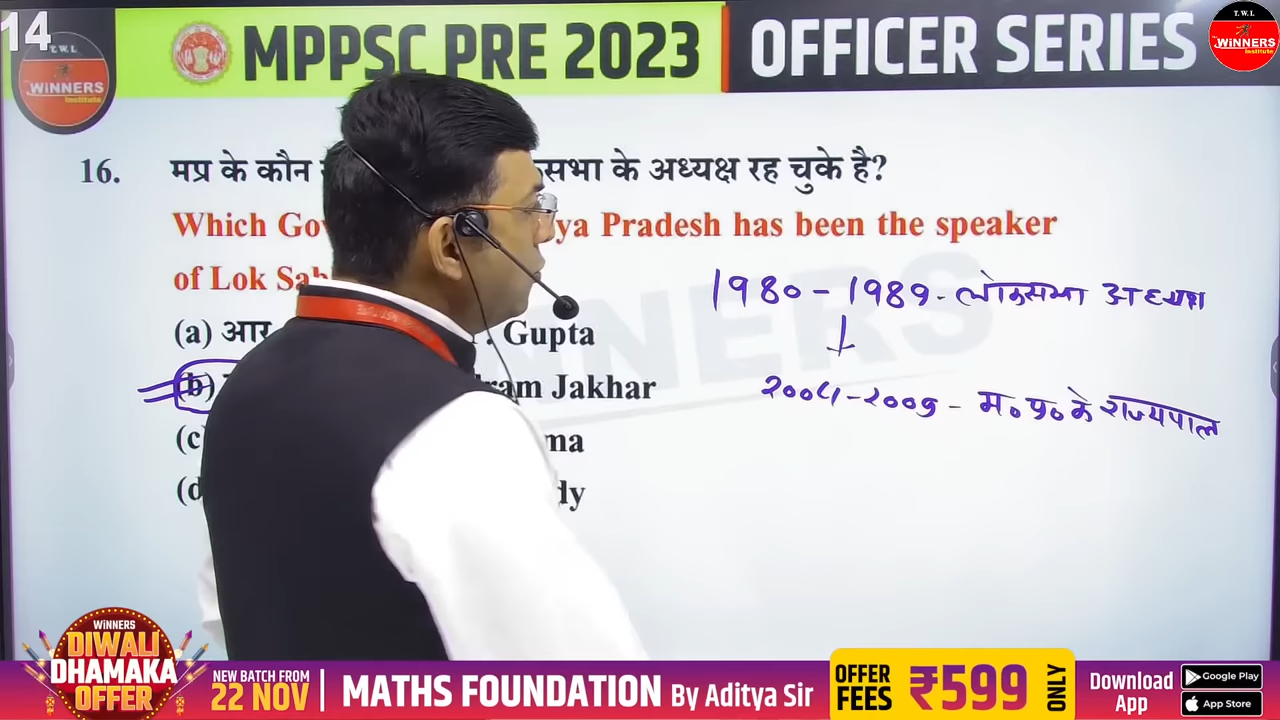 14
T.W.L
WINNERS
institute
MPPSC PRE 2023
OFFICER SERIES
T.W.L
WINNERS
institute
16. मप्र के कौन सभा के अध्यक्ष रह चुके है?
Which Gov ya Pradesh has been the speaker
of Lok Sab
1980 - 1989 - लोकसभा अध्यक्ष
(a) आर . Gupta
(b) ram Jakhar
2004-2009 - म०प्र० के राज्यपाल
(c) ma
(d dy
WINNERS
WINNERS
DIWALI
DHAMAKA
OFFER
NEW BATCH FROM
22 NOV
MATHS FOUNDATION By Aditya Sir
OFFER
FEES
₹599
ONLY
Download
App
Google Play
App Store